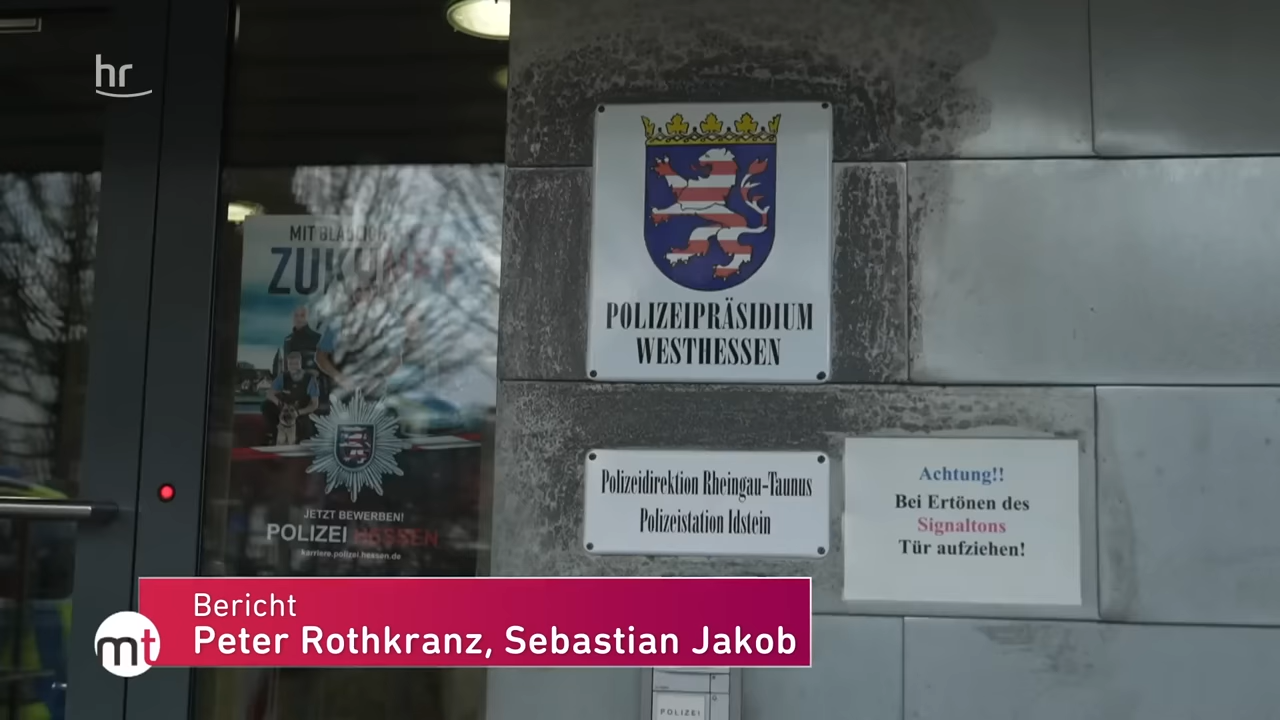 hr
MIT BLAULICH
ZUKUNFT
JETZT BEWERBEN!
POLIZEI HESSEN
karriere.polizei.hessen.de
POLIZEIPRÄSIDIUM
WESTHESSEN
Polizeidirektion Rheingau-Taunus
Polizeistation Idstein
Achtung!!
Bei Ertönen des
Signaltons
Tür aufziehen!
Bericht
mt
Peter Rothkranz, Sebastian Jakob
POLIZEI